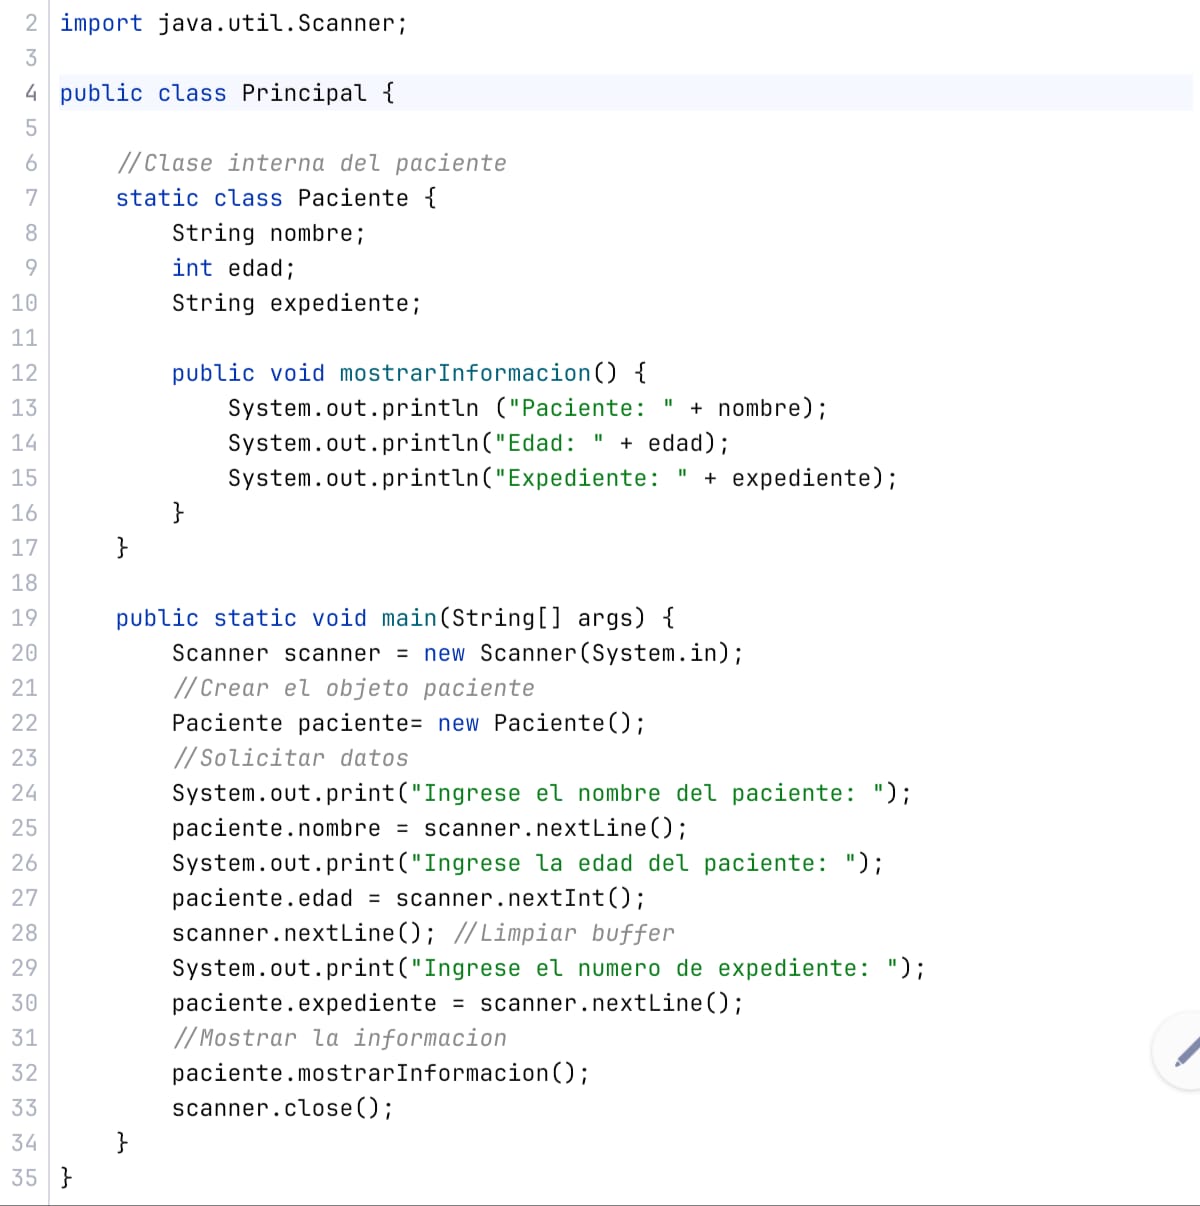 2 import java.util.Scanner;
3
4 public class Principal {
5
6 //Clase interna del paciente
7 static class Paciente {
8 String nombre;
9 int edad;
10 String expediente;
11
12 public void mostrarInformacion() {
13 System.out.println ("Paciente: " + nombre);
14 System.out.println("Edad: " + edad);
15 System.out.println("Expediente: " + expediente);
16 }
17 }
18
19 public static void main(String[] args) {
20 Scanner scanner = new Scanner(System.in);
21 //Crear el objeto paciente
22 Paciente paciente= new Paciente();
23 //Solicitar datos
24 System.out.print("Ingrese el nombre del paciente: ");
25 paciente.nombre = scanner.nextLine();
26 System.out.print("Ingrese la edad del paciente: ");
27 paciente.edad = scanner.nextInt();
28 scanner.nextLine(); //Limpiar buffer
29 System.out.print("Ingrese el numero de expediente: ");
30 paciente.expediente = scanner.nextLine();
31 //Mostrar la informacion
32 paciente.mostrarInformacion();
33 scanner.close();
34 }
35 }